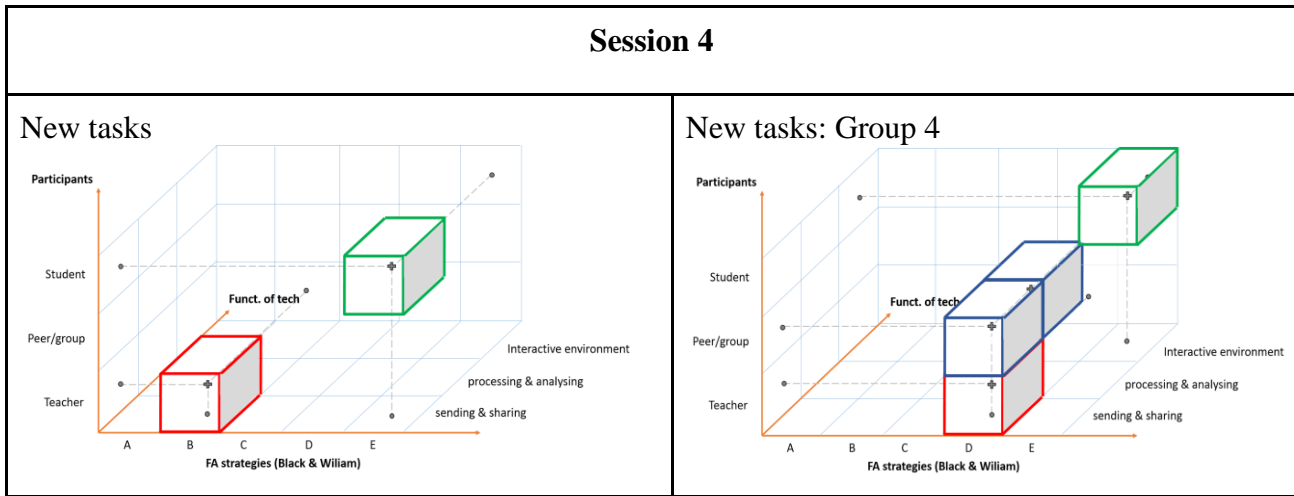 Session 4
New tasks
Participants
Student
Funct. of tech
Peer/group
Interactive environment
processing & analysing
Teacher
sending & sharing
A B C D E
FA strategies (Black & Wiliam)
New tasks: Group 4
Participants
Student
Funct. of tech
Peer/group
Interactive environment
processing & analysing
Teacher
sending & sharing
A B C D E
FA strategies (Black & Wiliam)